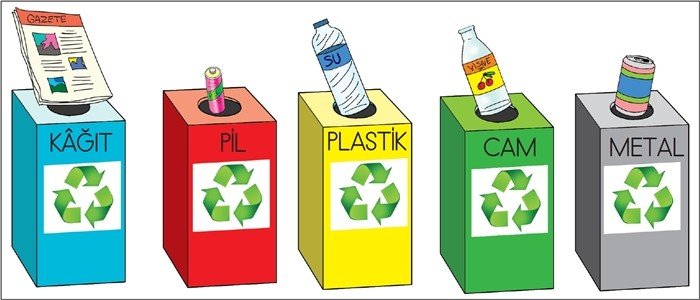 GAZETE
KÂĞIT
PİL
SU
PLASTİK
VİŞNE
CAM
METAL